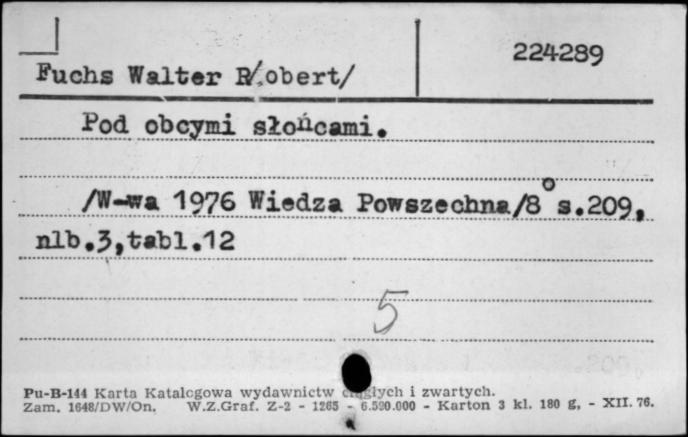 224289
Fuchs Walter R/obert/
Pod obcymi słońcami.
/W-wa 1976 Wiedza Powszechna/8° s.209,
nlb.3,tabl.12
5
Pu-B-144 Karta Katalogowa wydawnictw ciągłych i zwartych.
Zam. 1648/DW/On. W.Z.Graf. Z-2 - 1265 - 6.500.000 - Karton 3 kl. 180 g, - XII. 76.